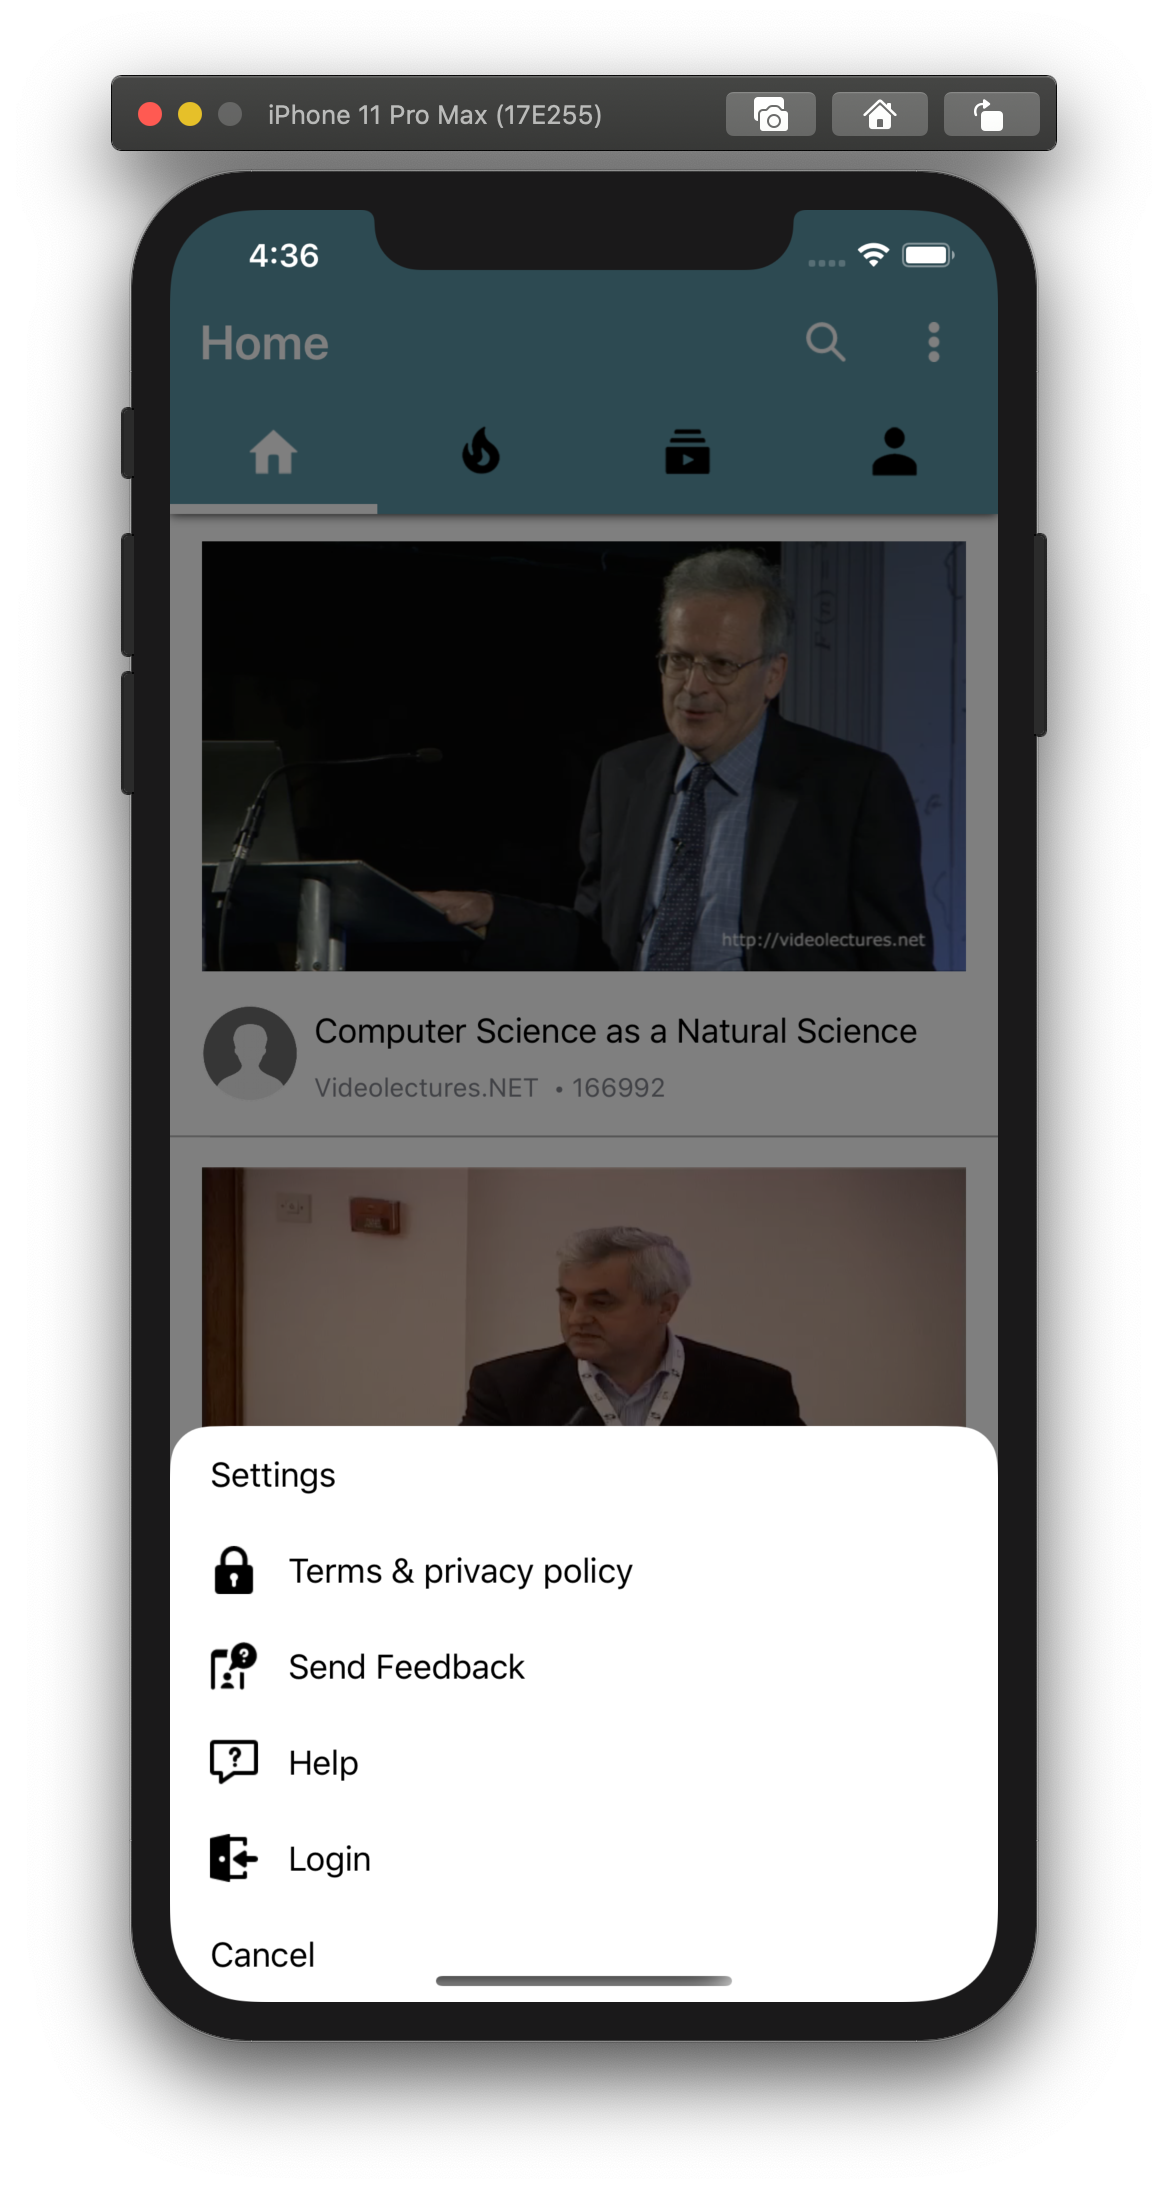 iPhone 11 Pro Max (17E255)
4:36
Home
F(n) =
http://videolectures.net
Computer Science as a Natural Science
Videolectures.NET • 166992
Settings
Terms & privacy policy
Send Feedback
Help
Login
Cancel